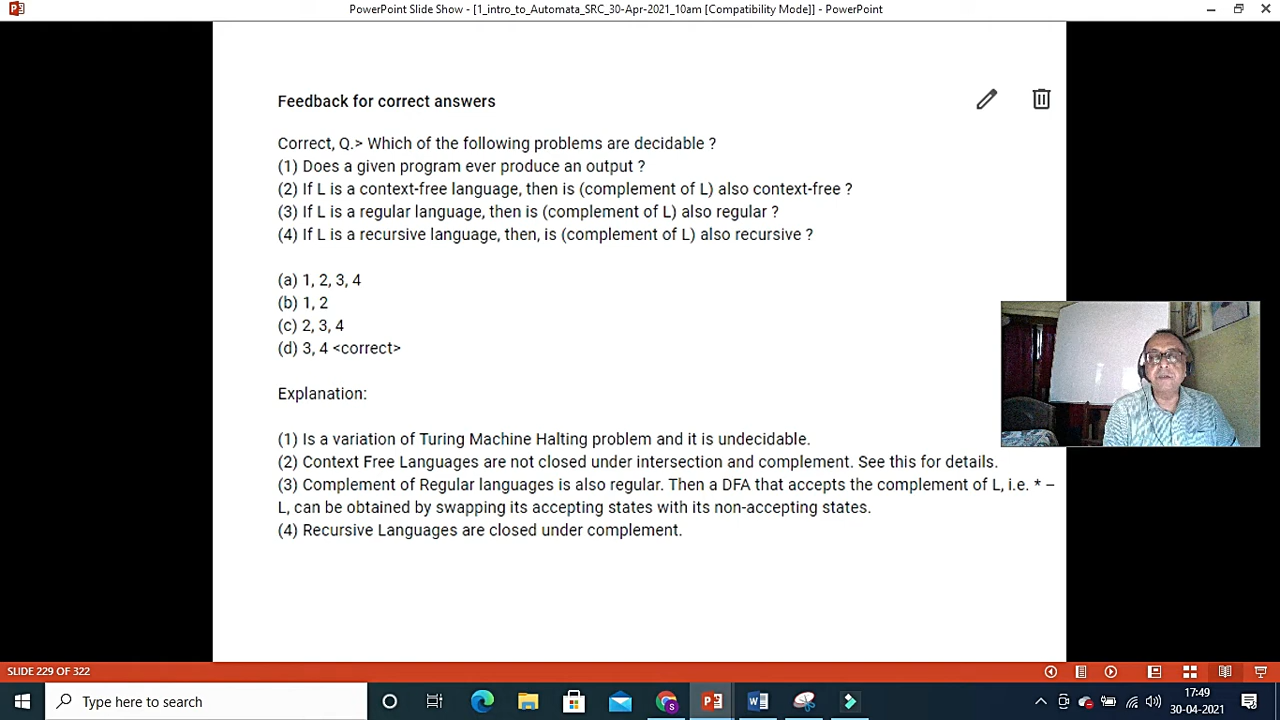 PowerPoint Slide Show - [1_intro_to_Automata_SRC_30-Apr-2021_10am [Compatibility Mode]] - PowerPoint
Feedback for correct answers
Correct, Q.> Which of the following problems are decidable ?
(1) Does a given program ever produce an output ?
(2) If L is a context-free language, then is (complement of L) also context-free ?
(3) If L is a regular language, then is (complement of L) also regular ?
(4) If L is a recursive language, then, is (complement of L) also recursive ?
(a) 1, 2, 3, 4
(b) 1, 2
(c) 2, 3, 4
(d) 3, 4 <correct>
Explanation:
(1) Is a variation of Turing Machine Halting problem and it is undecidable.
(2) Context Free Languages are not closed under intersection and complement. See this for details.
(3) Complement of Regular languages is also regular. Then a DFA that accepts the complement of L, i.e. * –
L, can be obtained by swapping its accepting states with its non-accepting states.
(4) Recursive Languages are closed under complement.
SLIDE 229 OF 322
Type here to search
17:49
30-04-2021